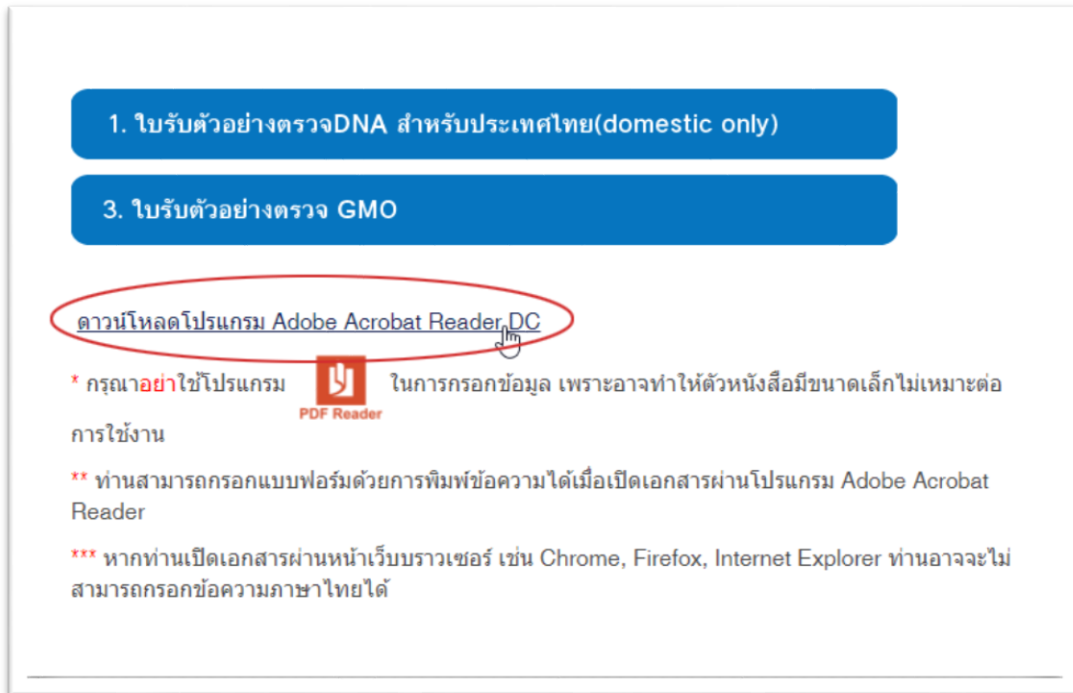 1. ใบรับตัวอย่างตรวจDNA สำหรับประเทศไทย(domestic only)
3. ใบรับตัวอย่างตรวจ GMO
ดาวน์โหลดโปรแกรม Adobe Acrobat Reader DC
* กรุณาอย่าใช้โปรแกรม PDF Reader ในการกรอกข้อมูล เพราะอาจทำให้ตัวหนังสือมีขนาดเล็กไม่เหมาะต่อ
การใช้งาน
** ท่านสามารถกรอกแบบฟอร์มด้วยการพิมพ์ข้อความได้เมื่อเปิดเอกสารผ่านโปรแกรม Adobe Acrobat
Reader
*** หากท่านเปิดเอกสารผ่านหน้าเว็บบราวเซอร์ เช่น Chrome, Firefox, Internet Explorer ท่านอาจจะไม่
สามารถกรอกข้อความภาษาไทยได้